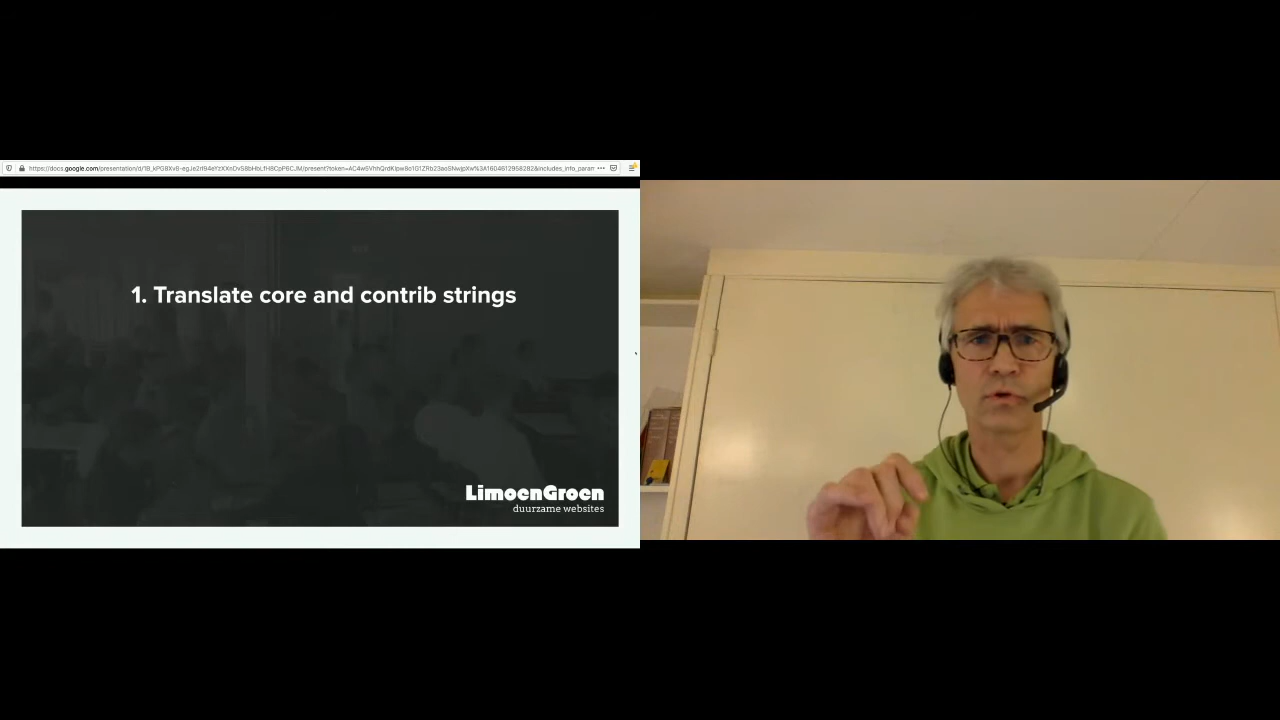 1. Translate core and contrib strings
LimoenGroen
duurzame websites